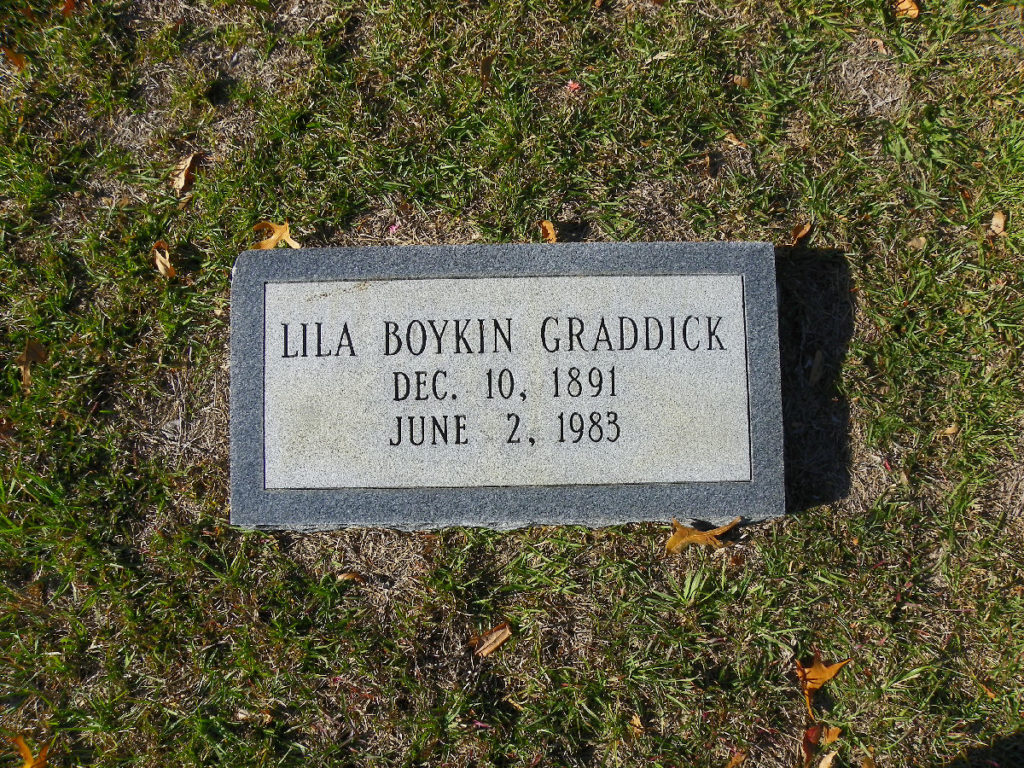 LILA BOYKIN GRADDICK
DEC. 10, 1891
JUNE 2, 1983